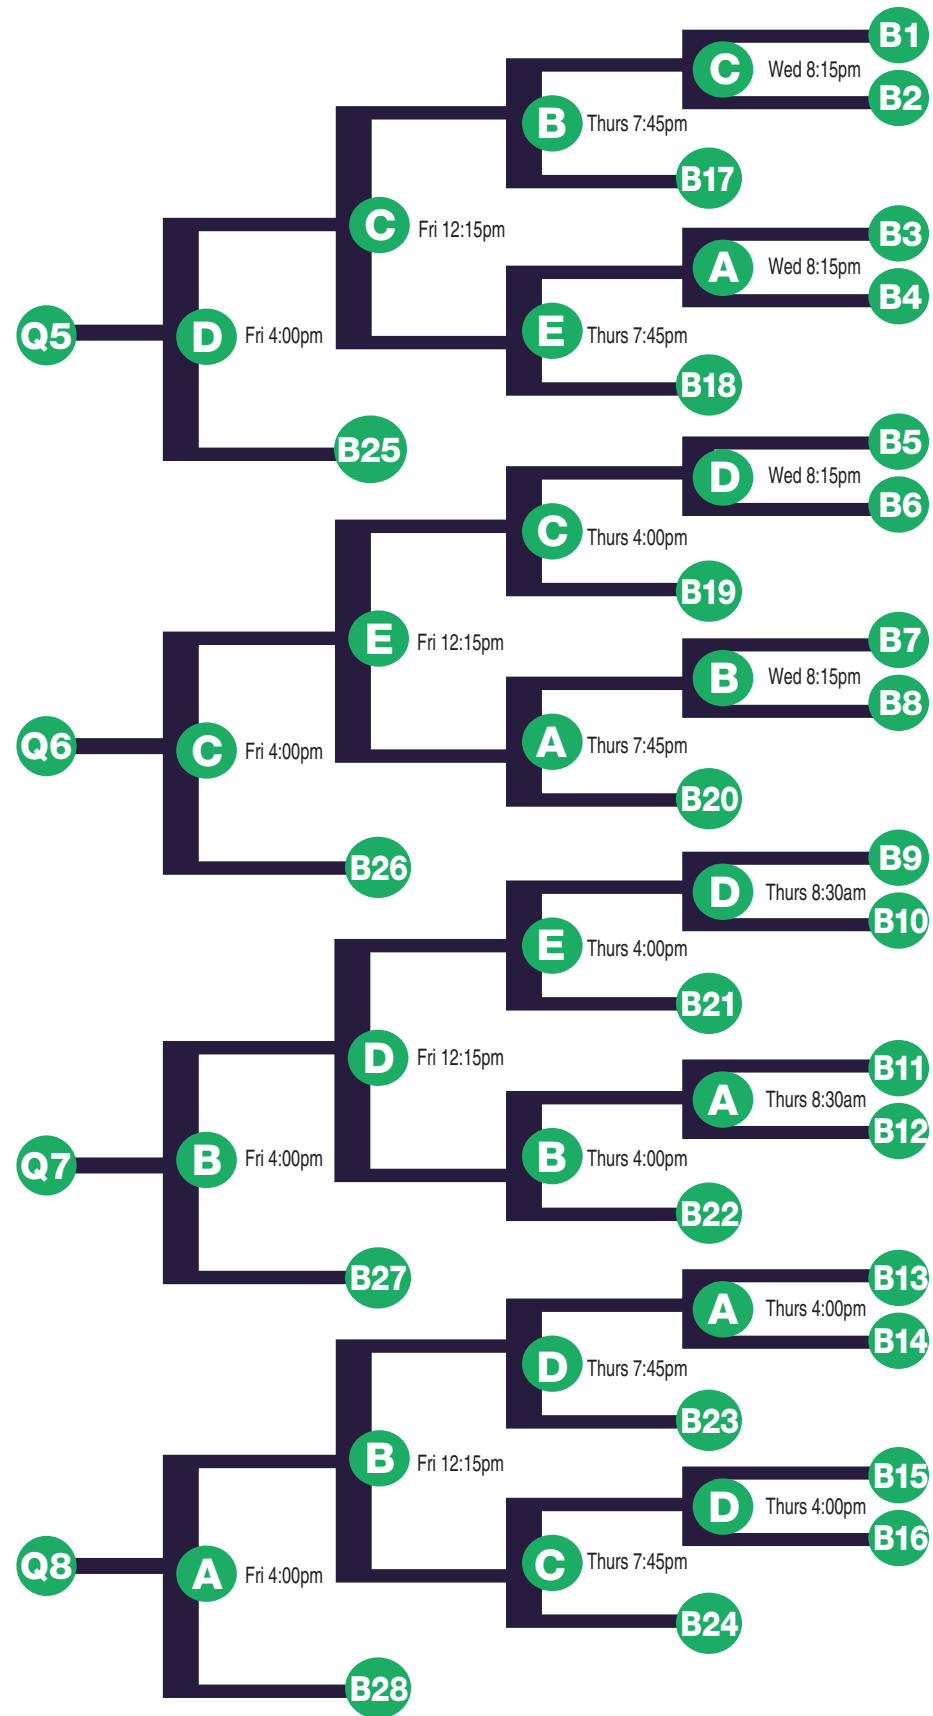 B1
C Wed 8:15pm
B2
B Thurs 7:45pm
B17
C Fri 12:15pm
B3
A Wed 8:15pm
B4
E Thurs 7:45pm
Q5 D Fri 4:00pm
B18
B25
B5
D Wed 8:15pm
B6
C Thurs 4:00pm
B19
E Fri 12:15pm
B7
B Wed 8:15pm
B8
Q6 C Fri 4:00pm
A Thurs 7:45pm
B20
B26
B9
D Thurs 8:30am
B10
E Thurs 4:00pm
B21
D Fri 12:15pm
B11
A Thurs 8:30am
B12
Q7 B Fri 4:00pm
B Thurs 4:00pm
B22
B27
B13
A Thurs 4:00pm
B14
D Thurs 7:45pm
B23
B Fri 12:15pm
B15
D Thurs 4:00pm
B16
Q8 A Fri 4:00pm
C Thurs 7:45pm
B24
B28